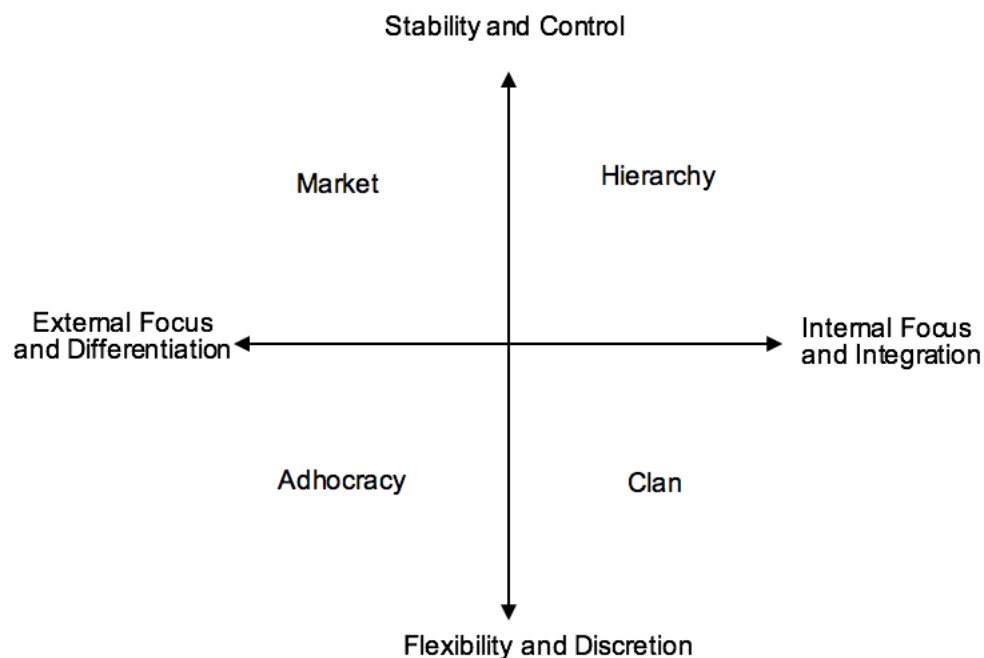 Stability and Control
Market
Hierarchy
External Focus
and Differentiation
Internal Focus
and Integration
Adhocracy
Clan
Flexibility and Discretion